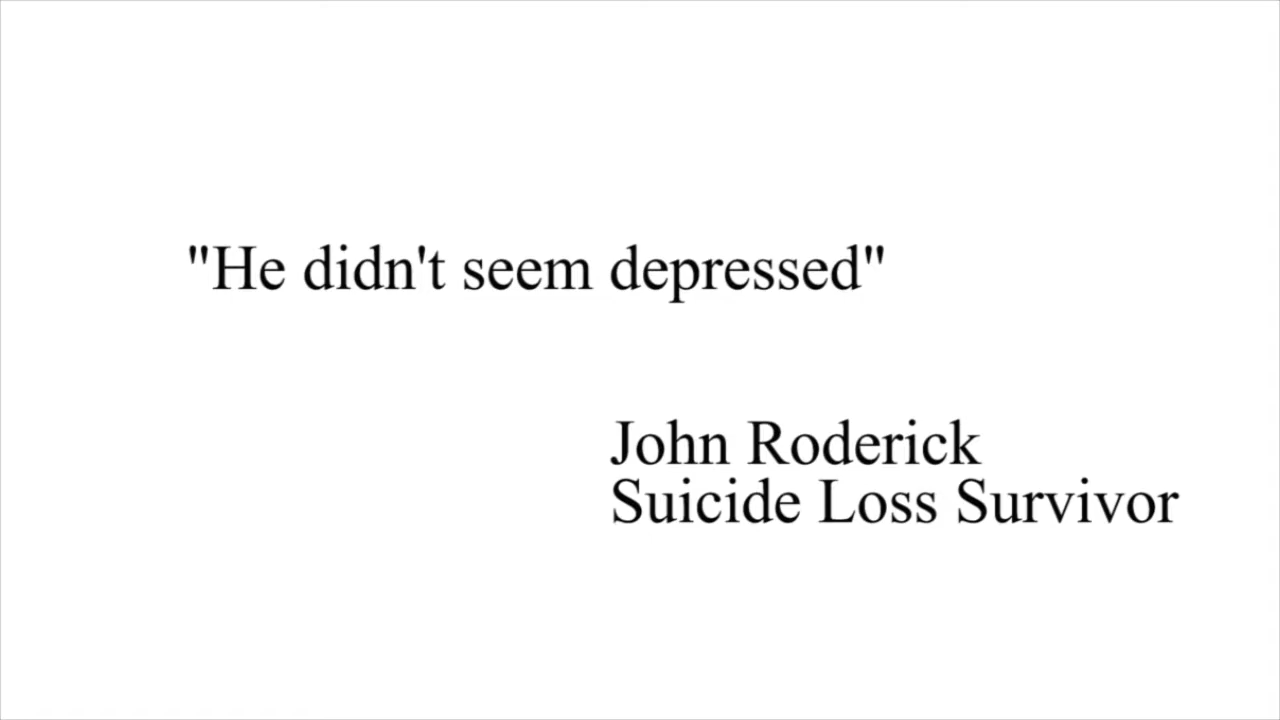 "He didn't seem depressed"
John Roderick
Suicide Loss Survivor